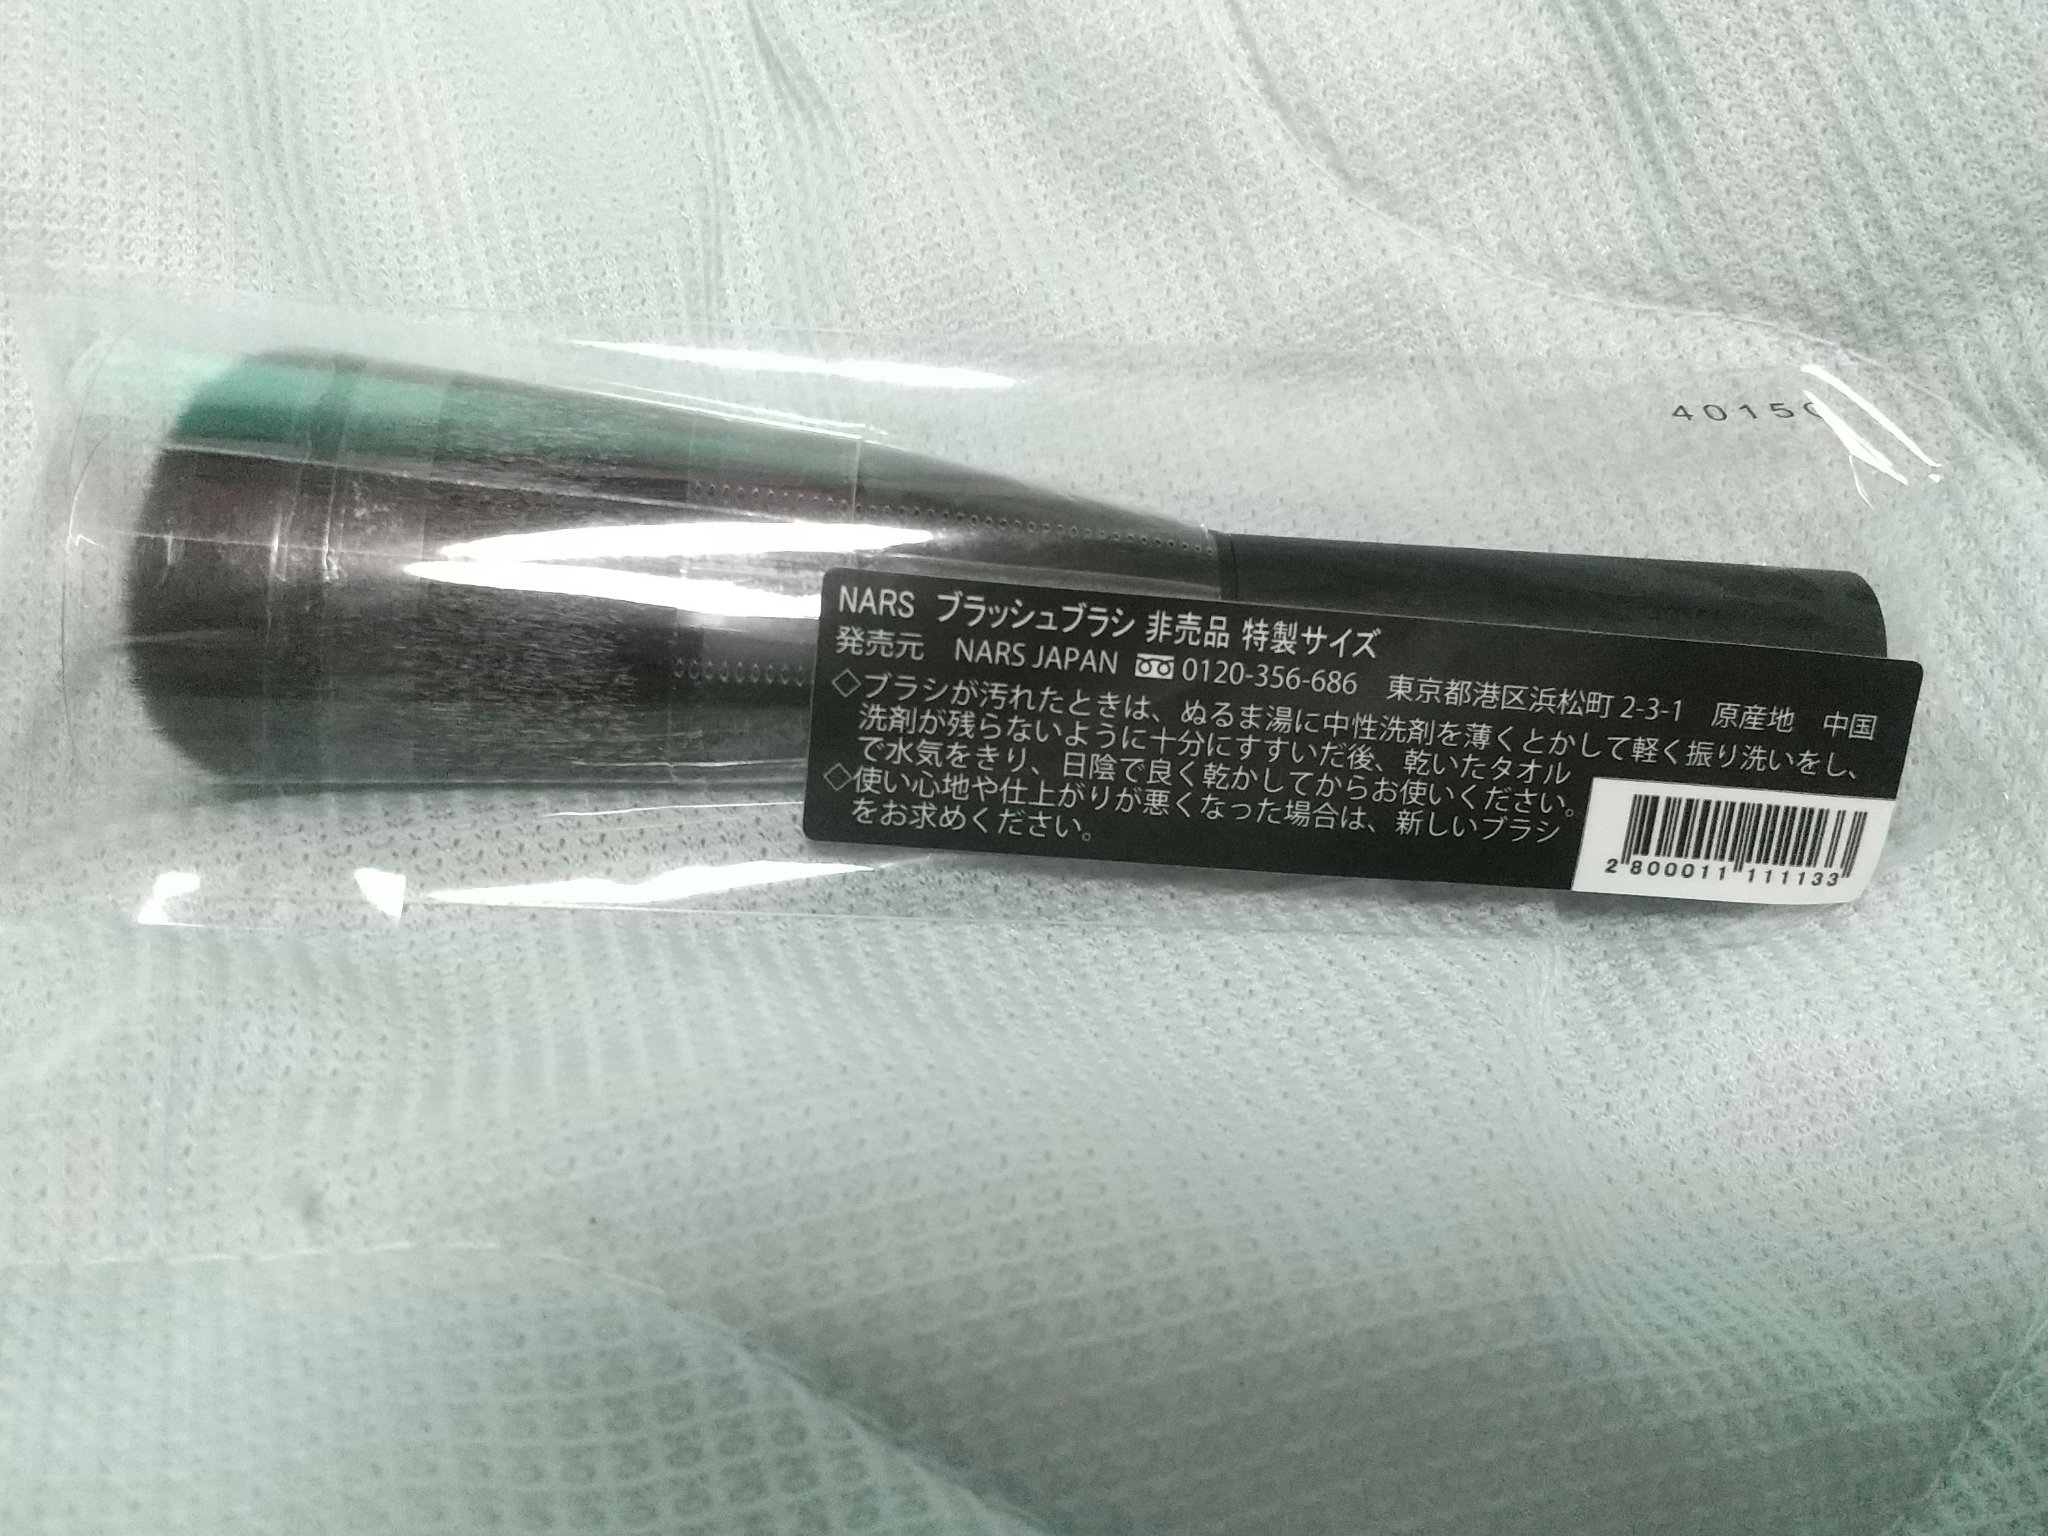 4015
NARS ブラッシュブラシ 非売品 特製サイズ
発売元 NARS JAPAN 0120-356-686 東京都港区浜松町 2-3-1 原産地 中国
◇ブラシが汚れたときは、ぬるま湯に中性洗剤を薄くとかして軽く振り洗いをし、
洗剤が残らないように十分にすすいだ後、乾いたタオル
で水気をきり、日陰で良く乾かしてからお使いください。
◇使い心地や仕上がりが悪くなった場合は、新しいブラシ
をお求めください。
2 800011 111133